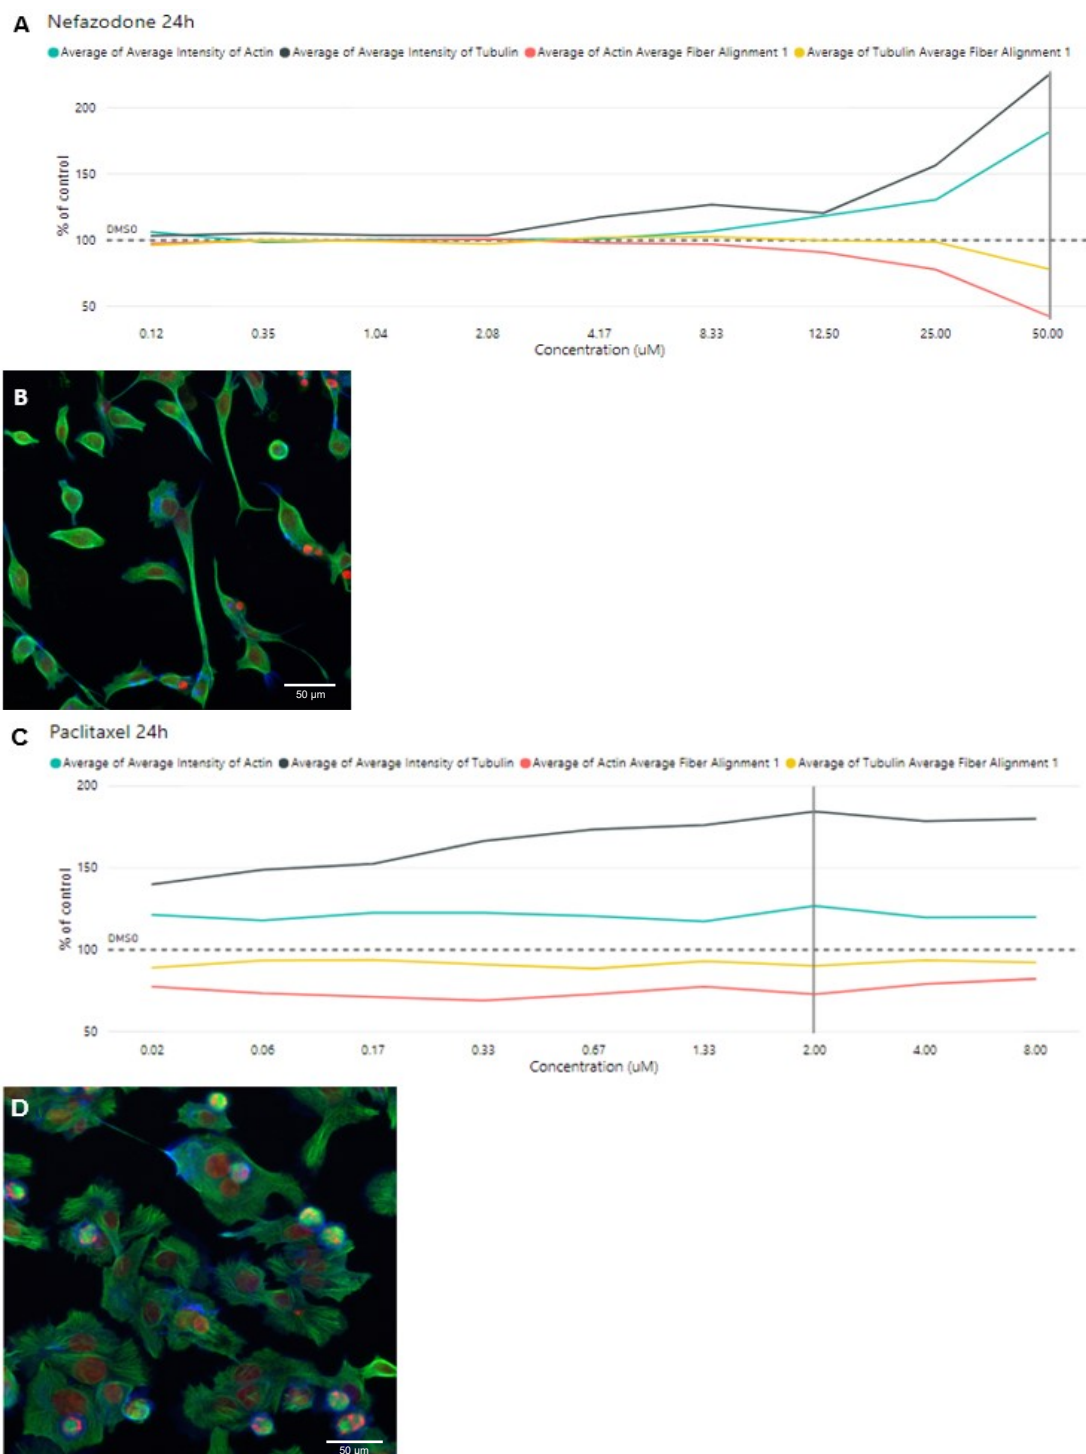 A Nefazodone 24h
Average of Average Intensity of Actin Average of Average Intensity of Tubulin Average of Actin Average Fiber Alignment 1 Average of Tubulin Average Fiber Alignment 1
200
150
100
50
% of control
DMSO
0.12 0.35 1.04 2.08 4.17 8.33 12.50 25.00 50.00
Concentration (uM)
B
50 µm
C Paclitaxel 24h
Average of Average Intensity of Actin Average of Average Intensity of Tubulin Average of Actin Average Fiber Alignment 1 Average of Tubulin Average Fiber Alignment 1
200
150
100
50
% of control
DMSO
0.02 0.06 0.17 0.33 0.67 1.33 2.00 4.00 8.00
Concentration (uM)
D
50 µm